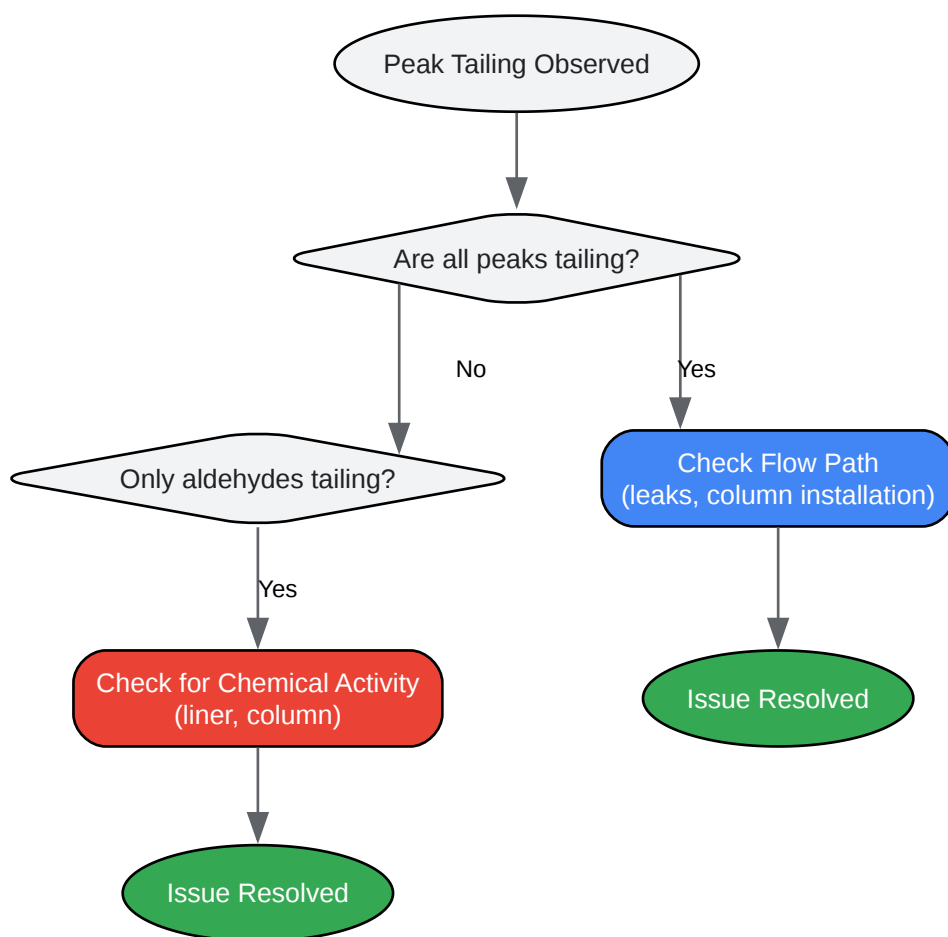 Peak Tailing Observed
Are all peaks tailing?
No
Yes
Only aldehydes tailing?
Check Flow Path
(leaks, column installation)
Yes
Check for Chemical Activity
(liner, column)
Issue Resolved
Issue Resolved